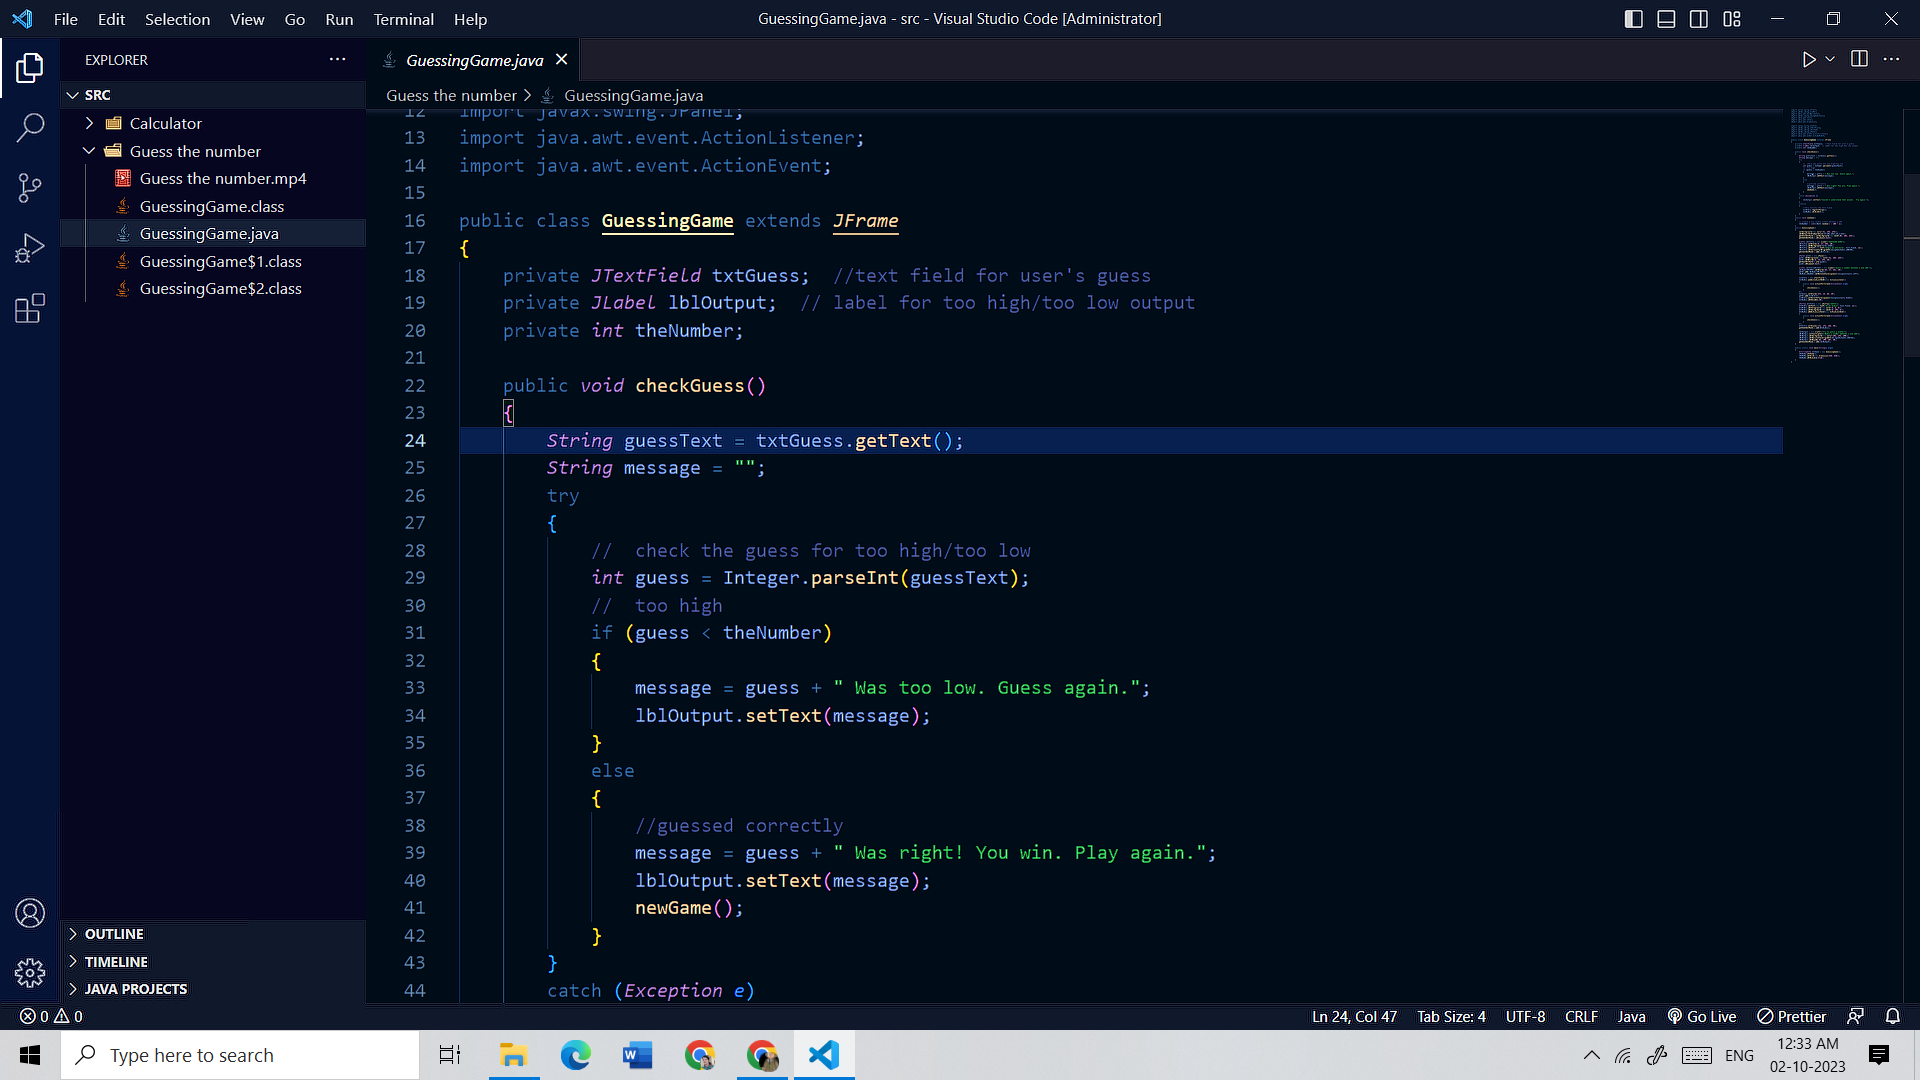 File Edit Selection View Go Run Terminal Help
GuessingGame.java - src - Visual Studio Code [Administrator]
EXPLORER
GuessingGame.java
SRC
Guess the number > GuessingGame.java
Calculator
Guess the number
Guess the number.mp4
GuessingGame.class
GuessingGame.java
GuessingGame$1.class
GuessingGame$2.class
OUTLINE
TIMELINE
JAVA PROJECTS
12 import javax.swing.JPanel;
13 import java.awt.event.ActionListener;
14 import java.awt.event.ActionEvent;
15
16 public class GuessingGame extends JFrame
17 {
18 private JTextField txtGuess; //text field for user's guess
19 private JLabel lblOutput; // label for too high/too low output
20 private int theNumber;
21
22 public void checkGuess()
23 {
24 String guessText = txtGuess.getText();
25 String message = "";
26 try
27 {
28 // check the guess for too high/too low
29 int guess = Integer.parseInt(guessText);
30 // too high
31 if (guess < theNumber)
32 {
33 message = guess + " Was too low. Guess again.";
34 lblOutput.setText(message);
35 }
36 else
37 {
38 //guessed correctly
39 message = guess + " Was right! You win. Play again.";
40 lblOutput.setText(message);
41 newGame();
42 }
43 }
44 catch (Exception e)
0 0
Ln 24, Col 47 Tab Size: 4 UTF-8 CRLF Java Go Live Prettier
Type here to search
ENG
12:33 AM
02-10-2023